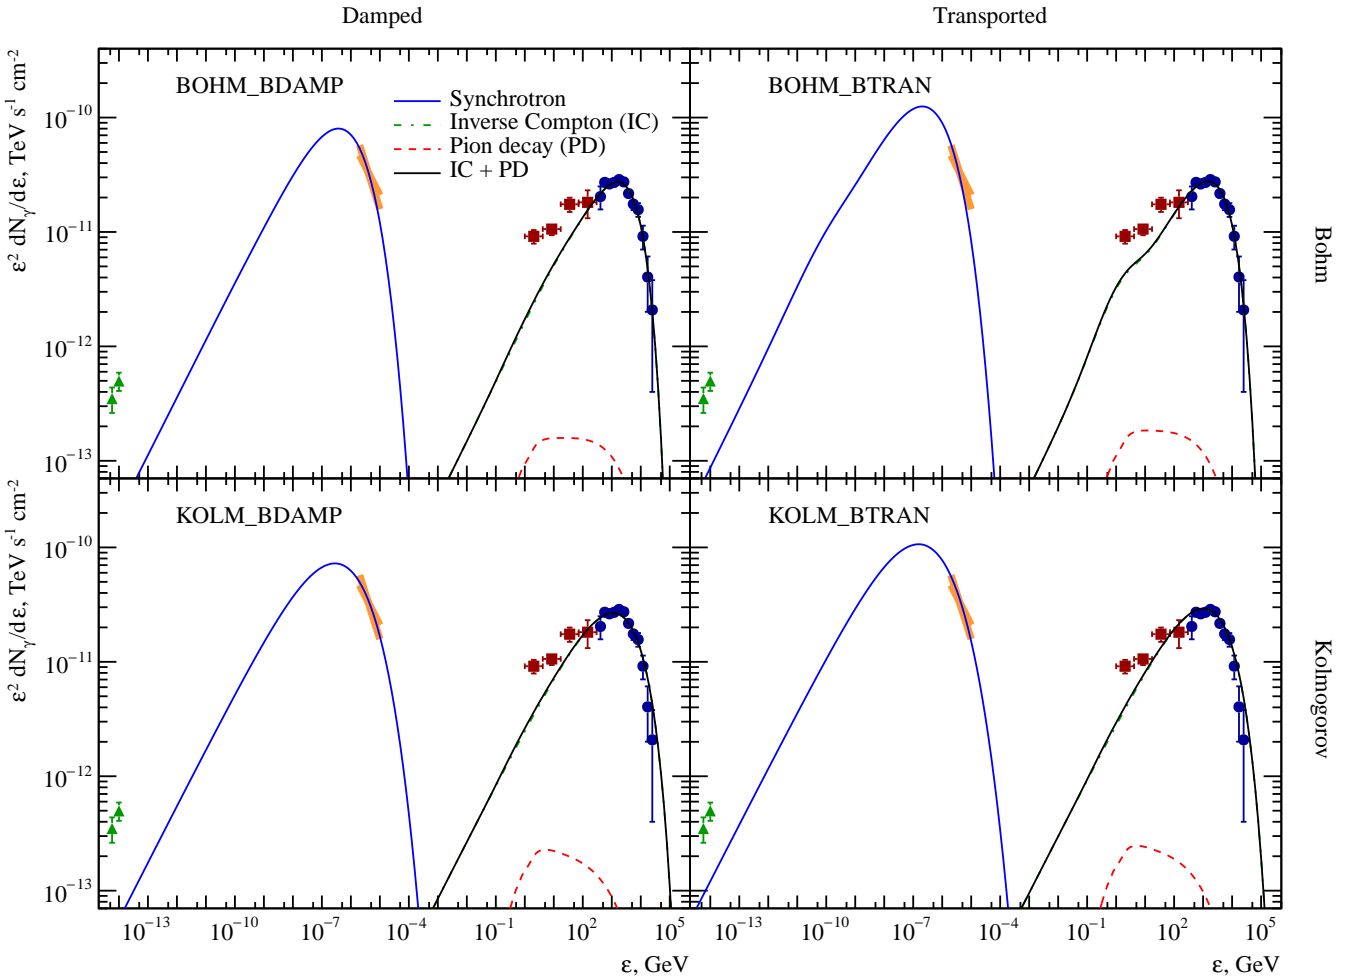 Damped Transported
BOHM_BDAMP BOHM_BTRAN
Synchrotron
Inverse Compton (IC)
Pion decay (PD)
IC + PD
ε² dNγ/dε, TeV s⁻¹ cm⁻²
10⁻¹⁰
10⁻¹¹
10⁻¹²
10⁻¹³
Bohm
KOLM_BDAMP KOLM_BTRAN
ε² dNγ/dε, TeV s⁻¹ cm⁻²
10⁻¹⁰
10⁻¹¹
10⁻¹²
10⁻¹³
Kolmogorov
10⁻¹³ 10⁻¹⁰ 10⁻⁷ 10⁻⁴ 10⁻¹ 10² 10⁵ 10⁻¹³ 10⁻¹⁰ 10⁻⁷ 10⁻⁴ 10⁻¹ 10² 10⁵
ε, GeV ε, GeV